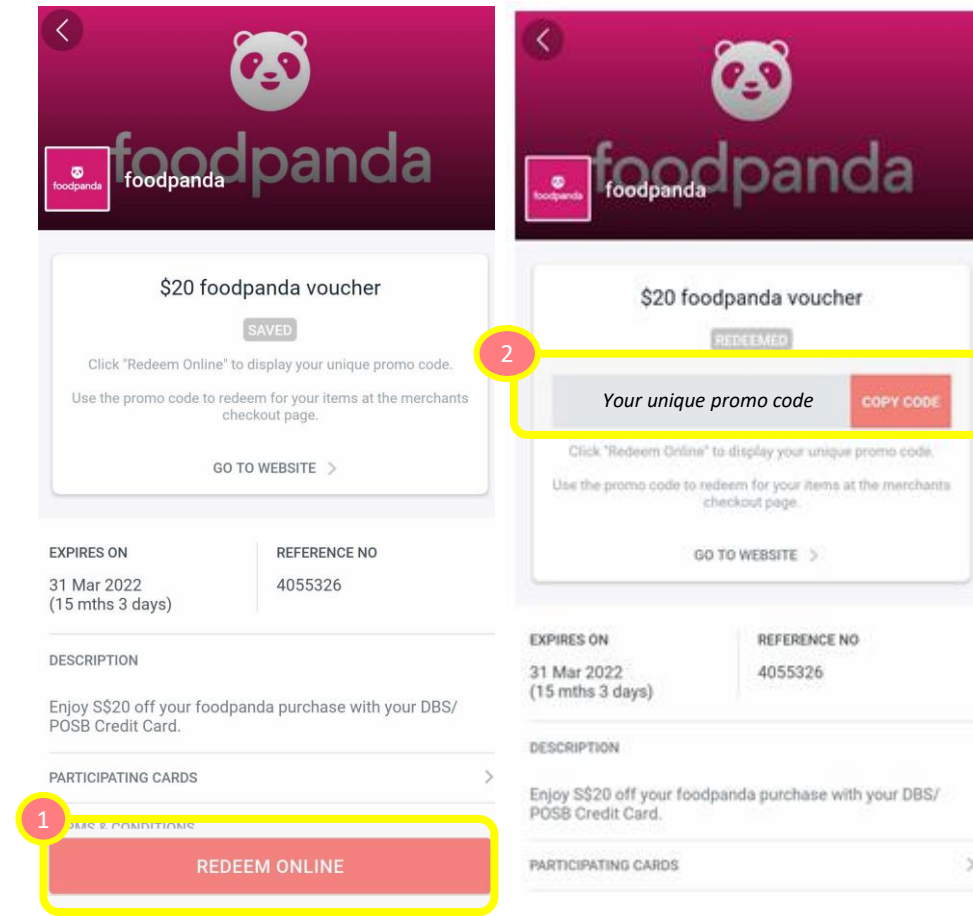 foodpanda
foodpanda
foodpanda
$20 foodpanda voucher
SAVED
Click "Redeem Online" to display your unique promo code.
Use the promo code to redeem for your items at the merchants
checkout page.
GO TO WEBSITE >
EXPIRES ON
REFERENCE NO
31 Mar 2022
(15 mths 3 days)
4055326
DESCRIPTION
Enjoy S$20 off your foodpanda purchase with your DBS/
POSB Credit Card.
PARTICIPATING CARDS >
1
RMS & CONDITIONS
REDEEM ONLINE
foodpanda
foodpanda
foodpanda
$20 foodpanda voucher
REDEEMED
2
Your unique promo code
COPY CODE
Click "Redeem Online" to display your unique promo code.
Use the promo code to redeem for your items at the merchants
checkout page.
GO TO WEBSITE >
EXPIRES ON
REFERENCE NO
31 Mar 2022
(15 mths 3 days)
4055326
DESCRIPTION
Enjoy S$20 off your foodpanda purchase with your DBS/
POSB Credit Card.
PARTICIPATING CARDS >